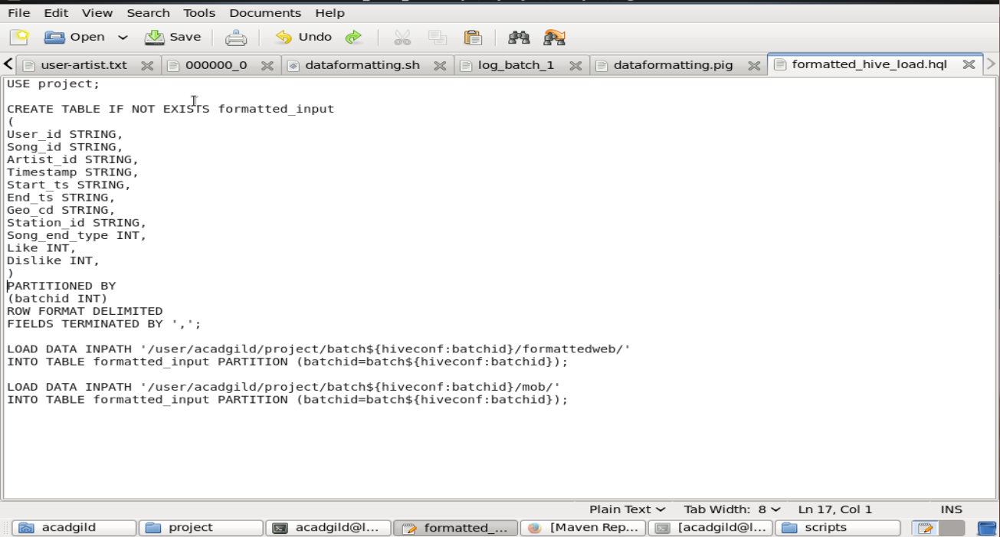 File Edit View Search Tools Documents Help
Open Save Undo
user-artist.txt 000000_0 dataformatting.sh log_batch_1 dataformatting.pig formatted_hive_load.hql
USE project;
CREATE TABLE IF NOT EXISTS formatted_input
(
User_id STRING,
Song_id STRING,
Artist_id STRING,
Timestamp STRING,
Start_ts STRING,
End_ts STRING,
Geo_cd STRING,
Station_id STRING,
Song_end_type INT,
Like INT,
Dislike INT,
)
PARTITIONED BY
(batchid INT)
ROW FORMAT DELIMITED
FIELDS TERMINATED BY ',';
LOAD DATA INPATH '/user/acadgild/project/batch${hiveconf:batchid}/formattedweb/'
INTO TABLE formatted_input PARTITION (batchid=batch${hiveconf:batchid});
LOAD DATA INPATH '/user/acadgild/project/batch${hiveconf:batchid}/mob/'
INTO TABLE formatted_input PARTITION (batchid=batch${hiveconf:batchid});
Plain Text Tab Width: 8 Ln 17, Col 1 INS
acadgild project acadgild@l... formatted_... [Maven Rep... [acadgild@l... scripts